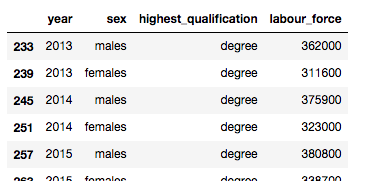 year sex highest_qualification labour_force
233 2013 males degree 362000
239 2013 females degree 311600
245 2014 males degree 375900
251 2014 females degree 323000
257 2015 males degree 380800
263 2015 females degree 338700